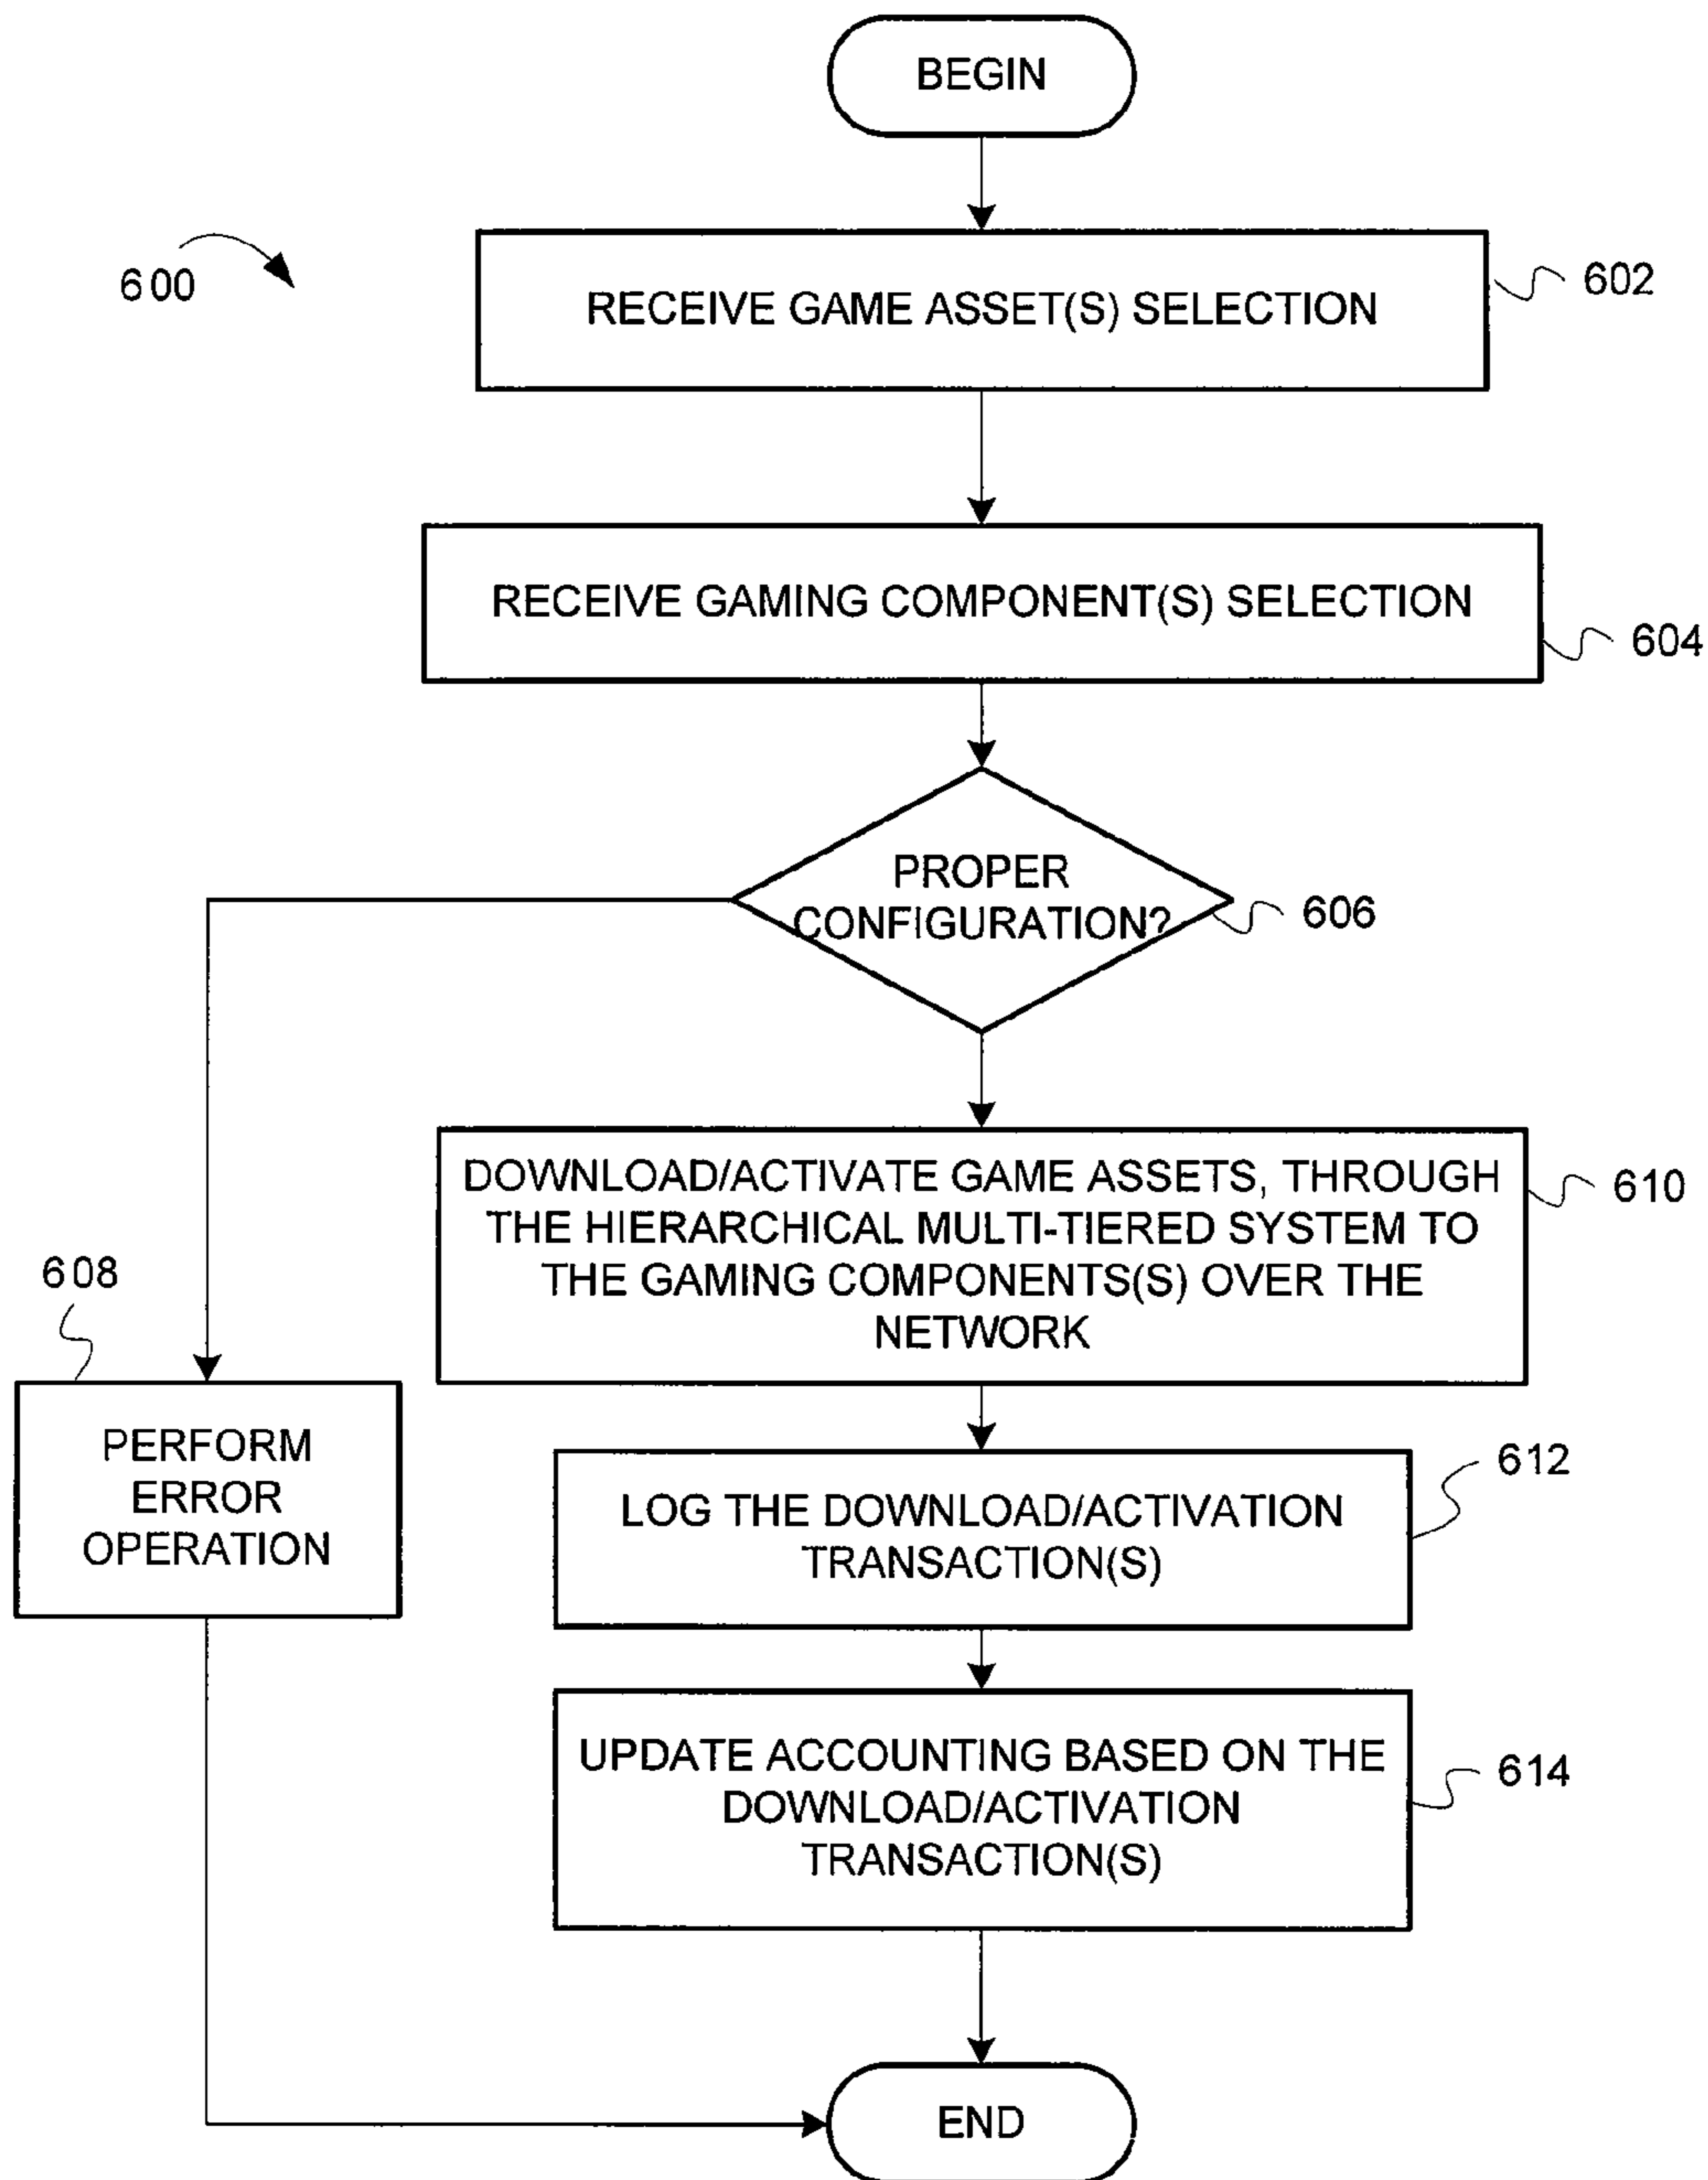 BEGIN
600
RECEIVE GAME ASSET(S) SELECTION
602
RECEIVE GAMING COMPONENT(S) SELECTION
604
PROPER
CONFIGURATION?
606
608
PERFORM
ERROR
OPERATION
DOWNLOAD/ACTIVATE GAME ASSETS, THROUGH
THE HIERARCHICAL MULTI-TIERED SYSTEM TO
THE GAMING COMPONENTS(S) OVER THE
NETWORK
610
LOG THE DOWNLOAD/ACTIVATION
TRANSACTION(S)
612
UPDATE ACCOUNTING BASED ON THE
DOWNLOAD/ACTIVATION
TRANSACTION(S)
614
END